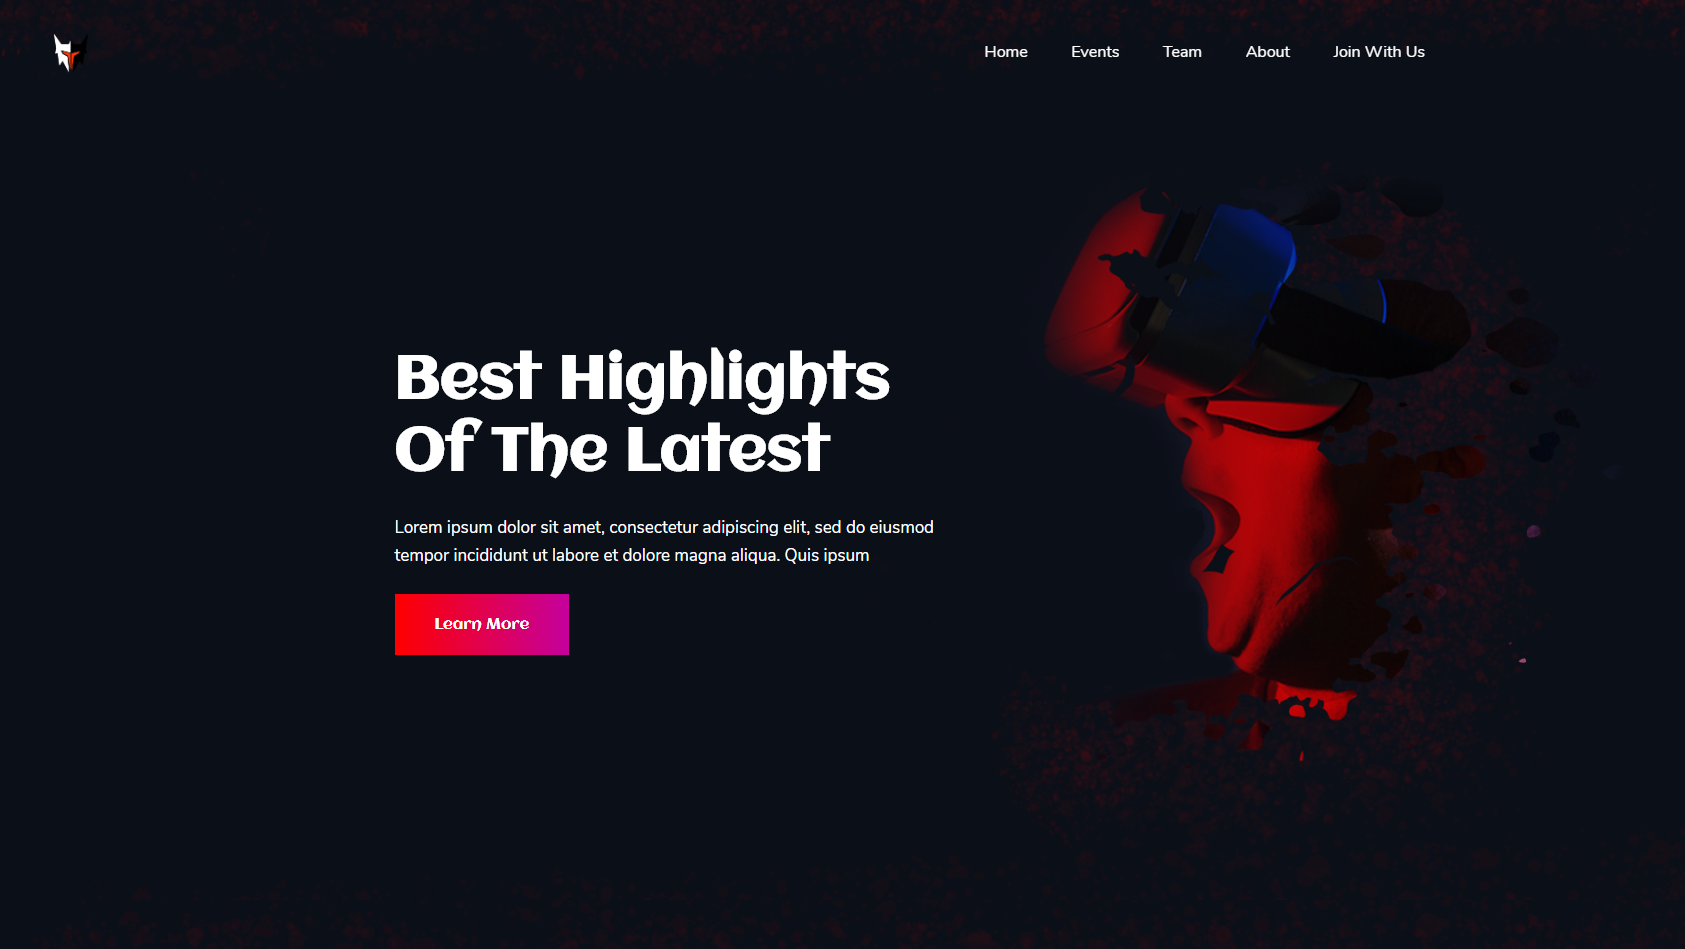 Home Events Team About Join With Us
Best Highlights
Of The Latest
Lorem ipsum dolor sit amet, consectetur adipiscing elit, sed do eiusmod
tempor incididunt ut labore et dolore magna aliqua. Quis ipsum
Learn More